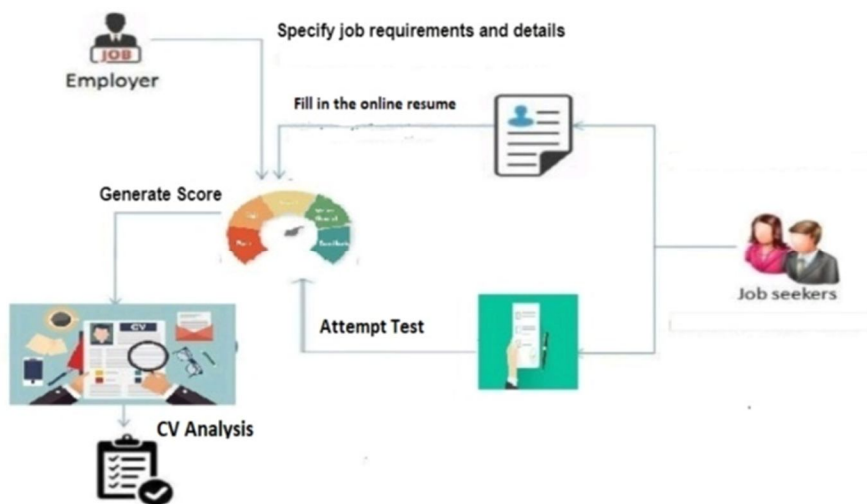 Specify job requirements and details
JOB
Employer
Fill in the online resume
Generate Score
Job seekers
Attempt Test
CV
CV Analysis